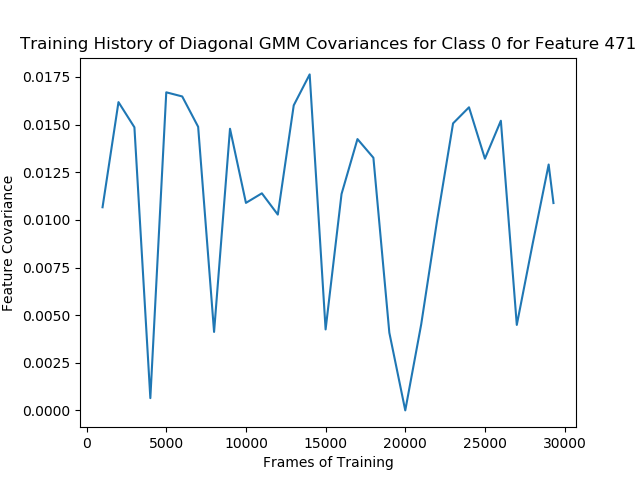 Training History of Diagonal GMM Covariances for Class 0 for Feature 471
0.0175
0.0150
0.0125
0.0100
0.0075
0.0050
0.0025
0.0000
Feature Covariance
0 5000 10000 15000 20000 25000 30000
Frames of Training